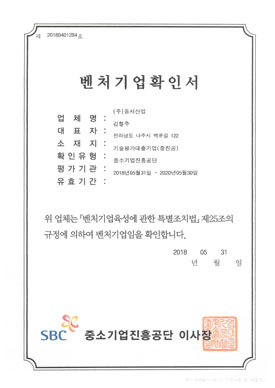 제 20180401284 호
벤처기업확인서
업 체 명 : (주)동서산업
대 표 자 : 김형주
소 재 지 : 전라남도 나주시 벽류길 122
확 인 유 형 : 기술평가대출기업(중진공)
평 가 기 관 : 중소기업진흥공단
유 효 기 간 : 2018년05월31일 ~ 2020년05월30일
위 업체는「벤처기업육성에 관한 특별조치법」제25조의
규정에 의하여 벤처기업임을 확인합니다.
2018 05 31
년 월 일
SBC 중소기업진흥공단 이사장